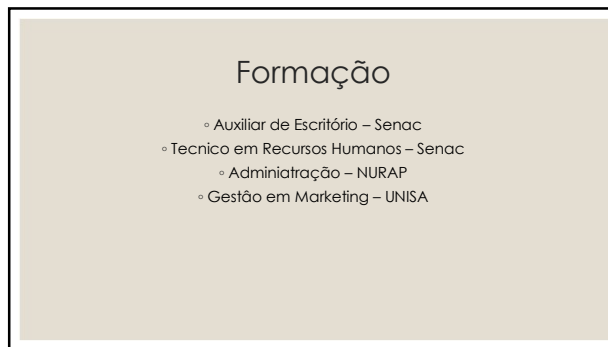 Formação
◦ Auxiliar de Escritório – Senac
◦ Tecnico em Recursos Humanos – Senac
◦ Adminiatração – NURAP
◦ Gestâo em Marketing – UNISA